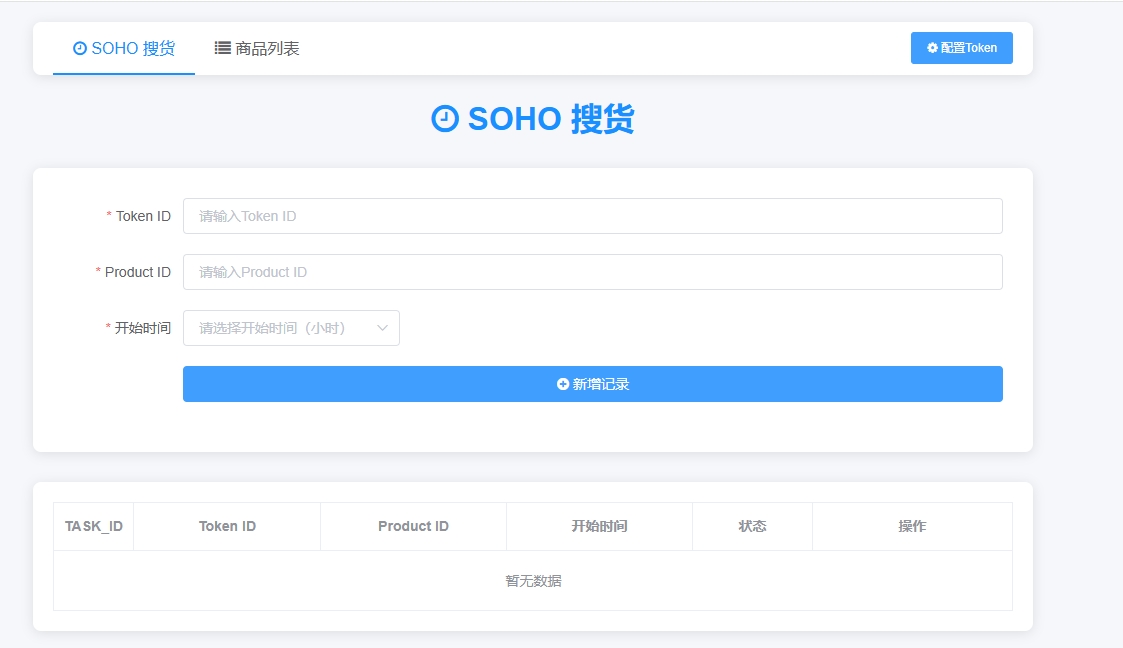 SOHO 搜货 商品列表 配置Token
SOHO 搜货
* Token ID 请输入Token ID
* Product ID 请输入Product ID
* 开始时间 请选择开始时间（小时）
新增记录
TASK_ID Token ID Product ID 开始时间 状态 操作
暂无数据